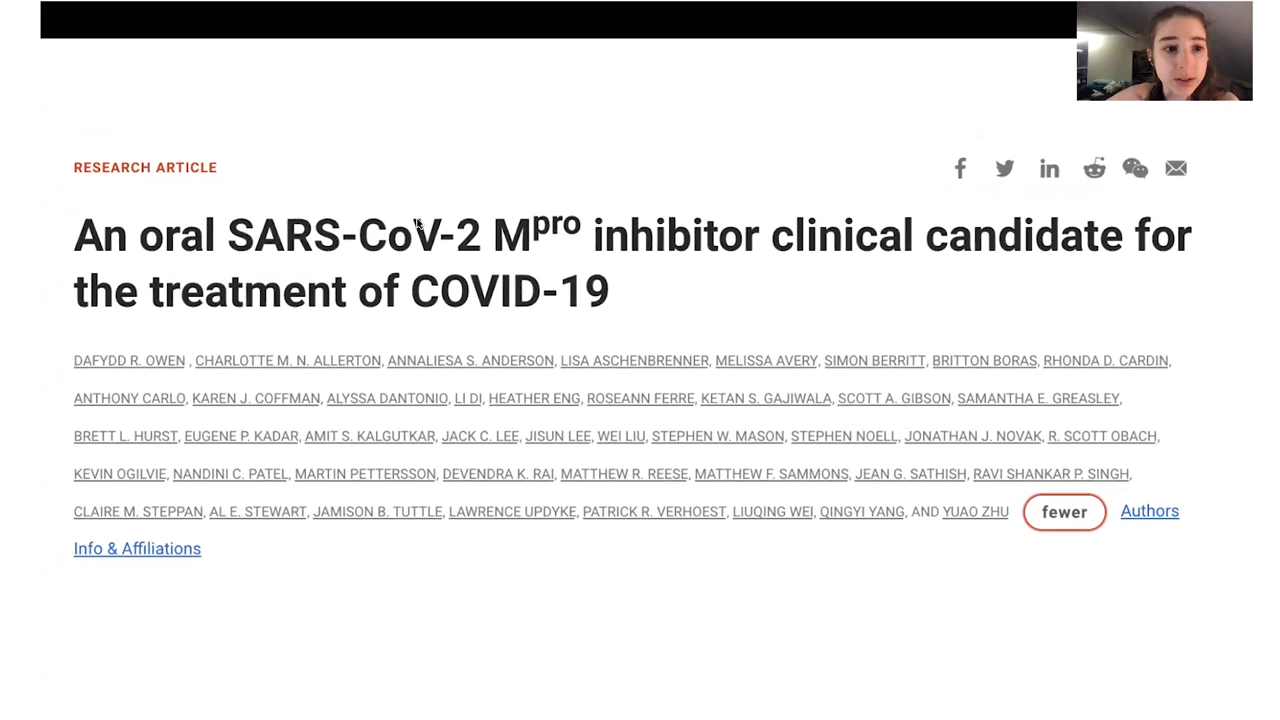 RESEARCH ARTICLE
An oral SARS-CoV-2 Mpro inhibitor clinical candidate for
the treatment of COVID-19
DAFYDD R. OWEN , CHARLOTTE M. N. ALLERTON, ANNALIESA S. ANDERSON, LISA ASCHENBRENNER, MELISSA AVERY, SIMON BERRITT, BRITTON BORAS, RHONDA D. CARDIN,
ANTHONY CARLO, KAREN J. COFFMAN, ALYSSA DANTONIO, LI DI, HEATHER ENG, ROSEANN FERRE, KETAN S. GAJIWALA, SCOTT A. GIBSON, SAMANTHA E. GREASLEY,
BRETT L. HURST, EUGENE P. KADAR, AMIT S. KALGUTKAR, JACK C. LEE, JISUN LEE, WEI LIU, STEPHEN W. MASON, STEPHEN NOELL, JONATHAN J. NOVAK, R. SCOTT OBACH,
KEVIN OGILVIE, NANDINI C. PATEL, MARTIN PETTERSSON, DEVENDRA K. RAI, MATTHEW R. REESE, MATTHEW F. SAMMONS, JEAN G. SATHISH, RAVI SHANKAR P. SINGH,
CLAIRE M. STEPPAN, AL E. STEWART, JAMISON B. TUTTLE, LAWRENCE UPDYKE, PATRICK R. VERHOEST, LIUQING WEI, QINGYI YANG, AND YUAO ZHU fewer Authors
Info & Affiliations